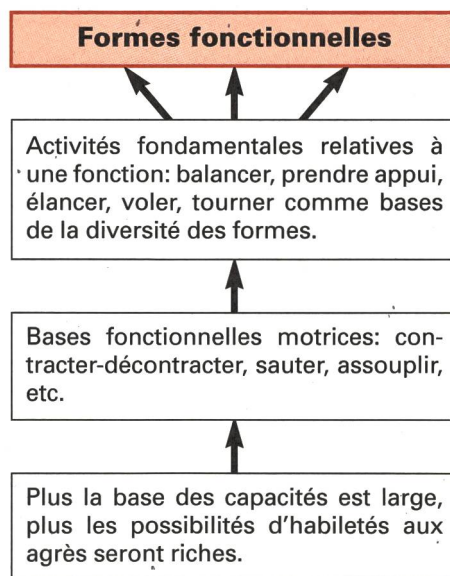 Formes fonctionnelles
Activités fondamentales relatives à
une fonction: balancer, prendre appui,
élancer, voler, tourner comme bases
de la diversité des formes.
Bases fonctionnelles motrices: con-
tracter-décontracter, sauter, assouplir,
etc.
Plus la base des capacités est large,
plus les possibilités d'habiletés aux
agrès seront riches.